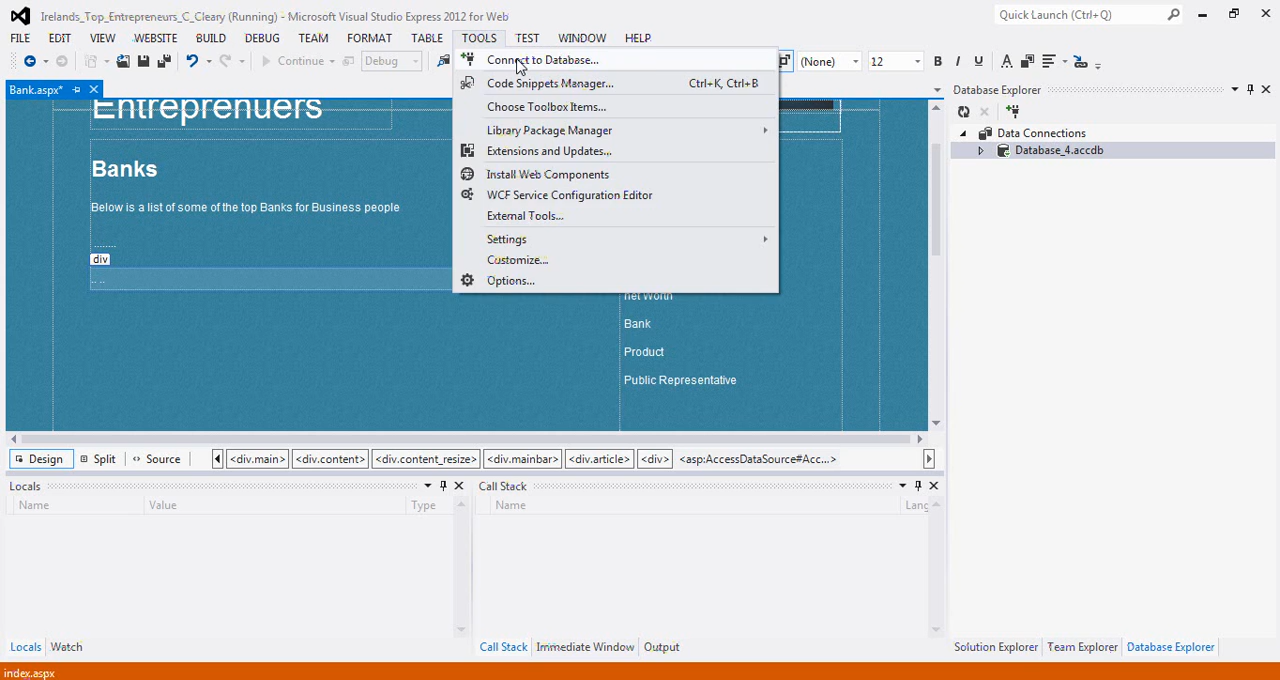 Irelands_Top_Entrepreneurs_C_Cleary (Running) - Microsoft Visual Studio Express 2012 for Web
Quick Launch (Ctrl+Q)
FILE EDIT VIEW WEBSITE BUILD DEBUG TEAM FORMAT TABLE TOOLS TEST WINDOW HELP
Continue Debug (None) 12 B I U A
Connect to Database...
Code Snippets Manager... Ctrl+K, Ctrl+B
Choose Toolbox Items...
Library Package Manager
Extensions and Updates...
Install Web Components
WCF Service Configuration Editor
External Tools...
Settings
Customize...
Options...
Bank.aspx*
Entreprenuers
Banks
Below is a list of some of the top Banks for Business people
div
net Worth
Bank
Product
Public Representative
Database Explorer
Data Connections
Database_4.accdb
Design Split Source <div.main> <div.content> <div.content_resize> <div.mainbar> <div.article> <div> <asp:AccessDataSource#Acc...>
Locals
Name Value Type
Call Stack
Name Lang
Locals Watch
Call Stack Immediate Window Output
Solution Explorer Team Explorer Database Explorer
index.aspx